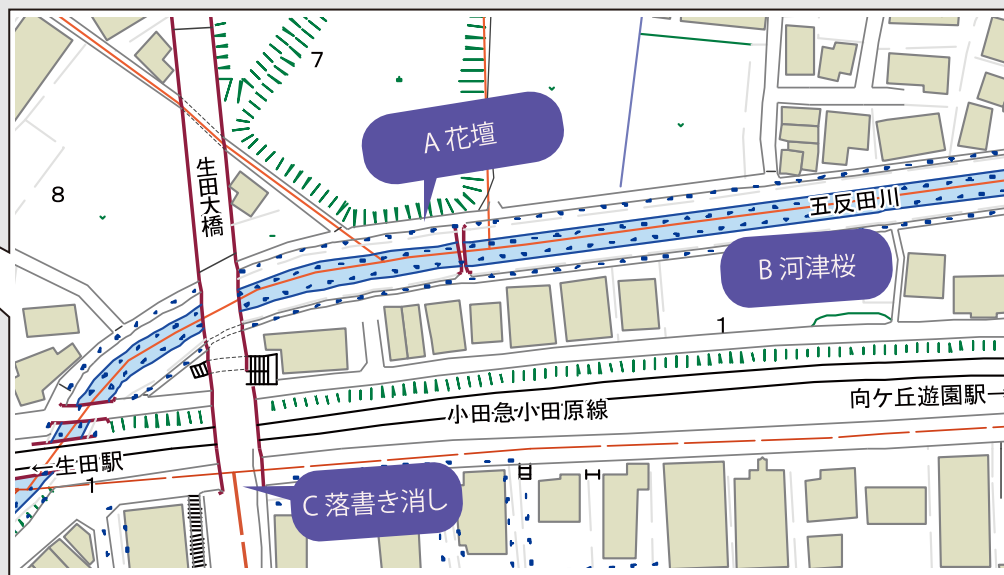 7
A 花壇
8
生田大橋
五反田川
B 河津桜
1
小田急小田原線
向ケ丘遊園駅→
←生田駅
1
C 落書き消し